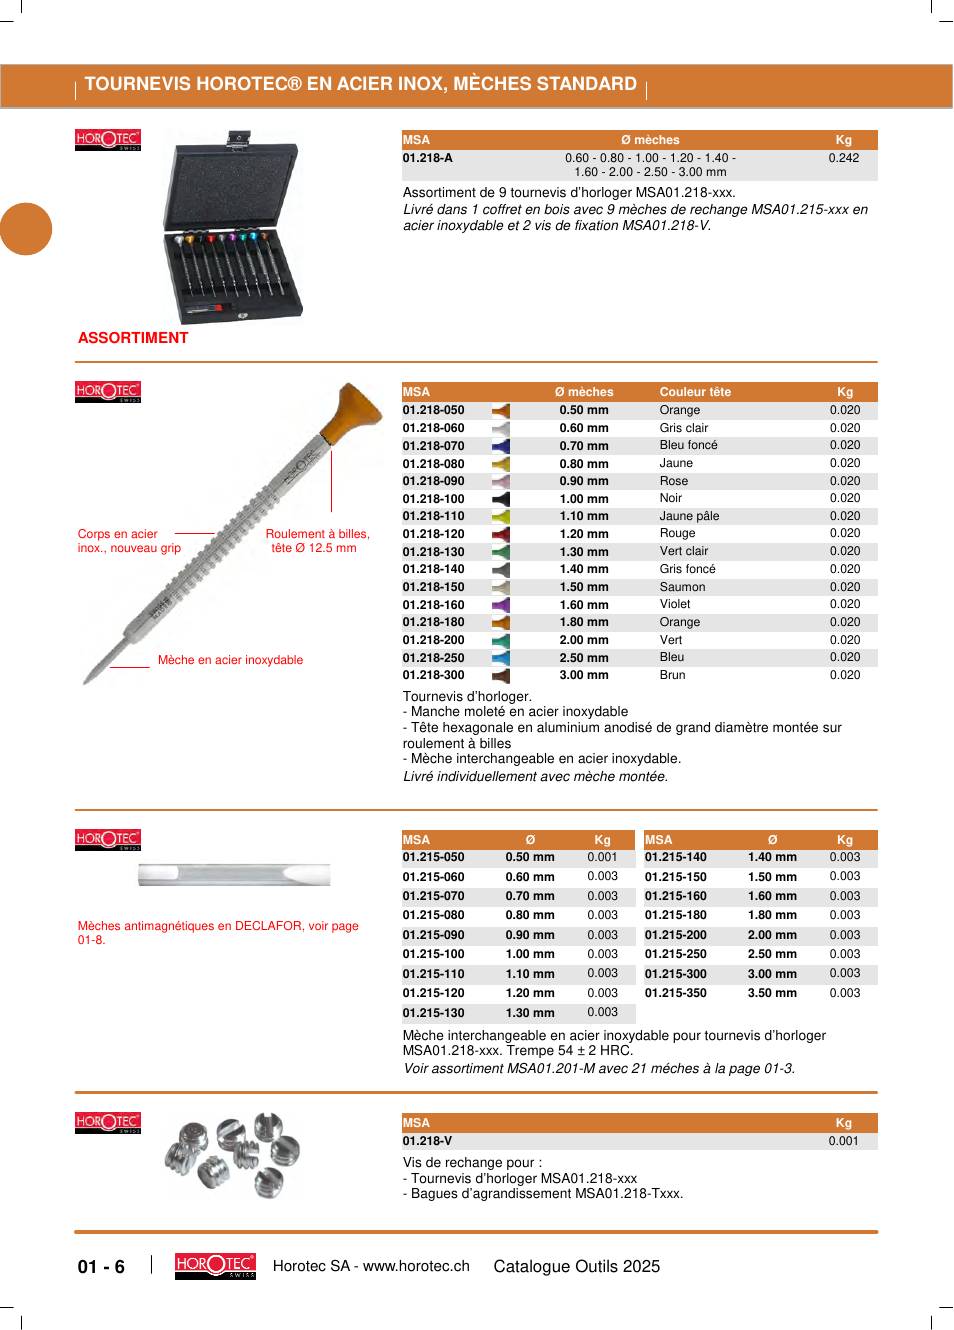 TOURNEVIS HOROTEC® EN ACIER INOX, MÈCHES STANDARD
HOROTEC®
SWISS
MSA Ø mèches Kg
01.218-A 0.60 - 0.80 - 1.00 - 1.20 - 1.40 - 0.242
1.60 - 2.00 - 2.50 - 3.00 mm
Assortiment de 9 tournevis d'horloger MSA01.218-xxx.
Livré dans 1 coffret en bois avec 9 mèches de rechange MSA01.215-xxx en
acier inoxydable et 2 vis de fixation MSA01.218-V.
ASSORTIMENT
HOROTEC®
SWISS
HOROTEC
Corps en acier
inox., nouveau grip
Roulement à billes,
tête Ø 12.5 mm
Mèche en acier inoxydable
MSA Ø mèches Couleur tête Kg
01.218-050 0.50 mm Orange 0.020
01.218-060 0.60 mm Gris clair 0.020
01.218-070 0.70 mm Bleu foncé 0.020
01.218-080 0.80 mm Jaune 0.020
01.218-090 0.90 mm Rose 0.020
01.218-100 1.00 mm Noir 0.020
01.218-110 1.10 mm Jaune pâle 0.020
01.218-120 1.20 mm Rouge 0.020
01.218-130 1.30 mm Vert clair 0.020
01.218-140 1.40 mm Gris foncé 0.020
01.218-150 1.50 mm Saumon 0.020
01.218-160 1.60 mm Violet 0.020
01.218-180 1.80 mm Orange 0.020
01.218-200 2.00 mm Vert 0.020
01.218-250 2.50 mm Bleu 0.020
01.218-300 3.00 mm Brun 0.020
Tournevis d'horloger.
- Manche moleté en acier inoxydable
- Tête hexagonale en aluminium anodisé de grand diamètre montée sur
roulement à billes
- Mèche interchangeable en acier inoxydable.
Livré individuellement avec mèche montée.
HOROTEC®
SWISS
Mèches antimagnétiques en DECLAFOR, voir page
01-8.
MSA Ø Kg MSA Ø Kg
01.215-050 0.50 mm 0.001 01.215-140 1.40 mm 0.003
01.215-060 0.60 mm 0.003 01.215-150 1.50 mm 0.003
01.215-070 0.70 mm 0.003 01.215-160 1.60 mm 0.003
01.215-080 0.80 mm 0.003 01.215-180 1.80 mm 0.003
01.215-090 0.90 mm 0.003 01.215-200 2.00 mm 0.003
01.215-100 1.00 mm 0.003 01.215-250 2.50 mm 0.003
01.215-110 1.10 mm 0.003 01.215-300 3.00 mm 0.003
01.215-120 1.20 mm 0.003 01.215-350 3.50 mm 0.003
01.215-130 1.30 mm 0.003
Mèche interchangeable en acier inoxydable pour tournevis d'horloger
MSA01.218-xxx. Trempe 54 ± 2 HRC.
Voir assortiment MSA01.201-M avec 21 méches à la page 01-3.
HOROTEC®
SWISS
MSA Kg
01.218-V 0.001
Vis de rechange pour :
- Tournevis d'horloger MSA01.218-xxx
- Bagues d'agrandissement MSA01.218-Txxx.
01 - 6
HOROTEC®
SWISS
Horotec SA - www.horotec.ch Catalogue Outils 2025